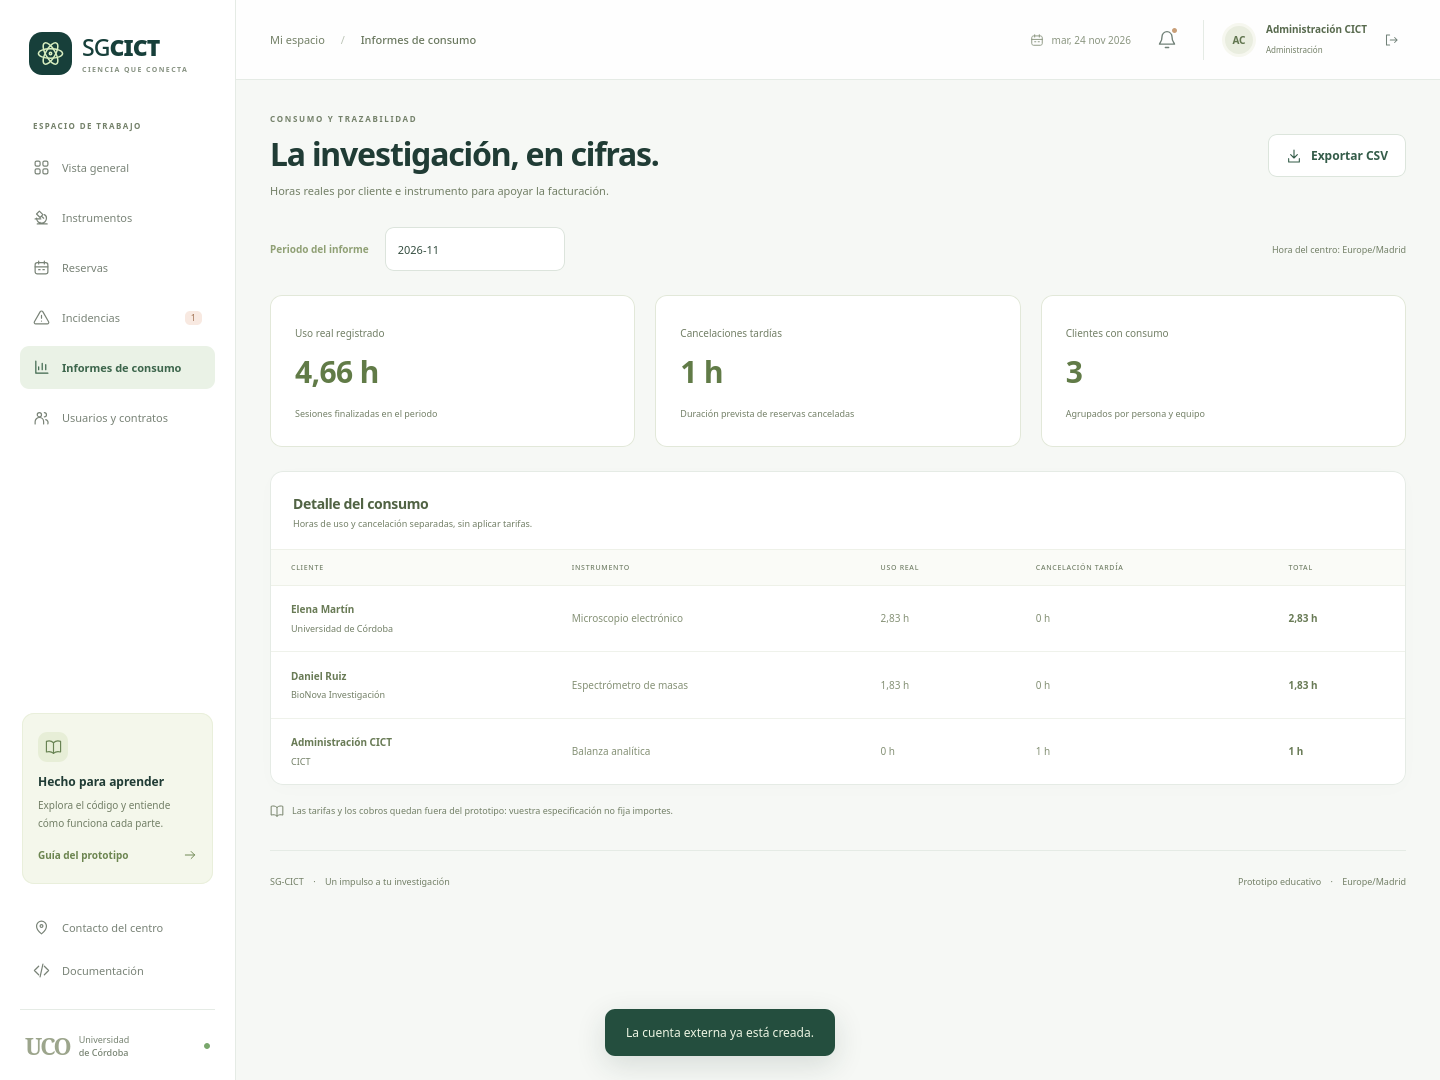 SGCICT
CIENCIA QUE CONECTA
ESPACIO DE TRABAJO
Vista general
Instrumentos
Reservas
Incidencias 1
Informes de consumo
Usuarios y contratos
Hecho para aprender
Explora el código y entiende
cómo funciona cada parte.
Guía del prototipo
Contacto del centro
Documentación
UCO Universidad
de Córdoba
Mi espacio / Informes de consumo
mar, 24 nov 2026
AC
Administración CICT
Administración
CONSUMO Y TRAZABILIDAD
La investigación, en cifras.
Horas reales por cliente e instrumento para apoyar la facturación.
Exportar CSV
Periodo del informe 2026-11
Hora del centro: Europe/Madrid
Uso real registrado
4,66 h
Sesiones finalizadas en el periodo
Cancelaciones tardías
1 h
Duración prevista de reservas canceladas
Clientes con consumo
3
Agrupados por persona y equipo
Detalle del consumo
Horas de uso y cancelación separadas, sin aplicar tarifas.
CLIENTE INSTRUMENTO USO REAL CANCELACIÓN TARDÍA TOTAL
Elena Martín
Universidad de Córdoba
Microscopio electrónico 2,83 h 0 h 2,83 h
Daniel Ruiz
BioNova Investigación
Espectrómetro de masas 1,83 h 0 h 1,83 h
Administración CICT
CICT
Balanza analítica 0 h 1 h 1 h
Las tarifas y los cobros quedan fuera del prototipo: vuestra especificación no fija importes.
SG-CICT · Un impulso a tu investigación
Prototipo educativo · Europe/Madrid
La cuenta externa ya está creada.